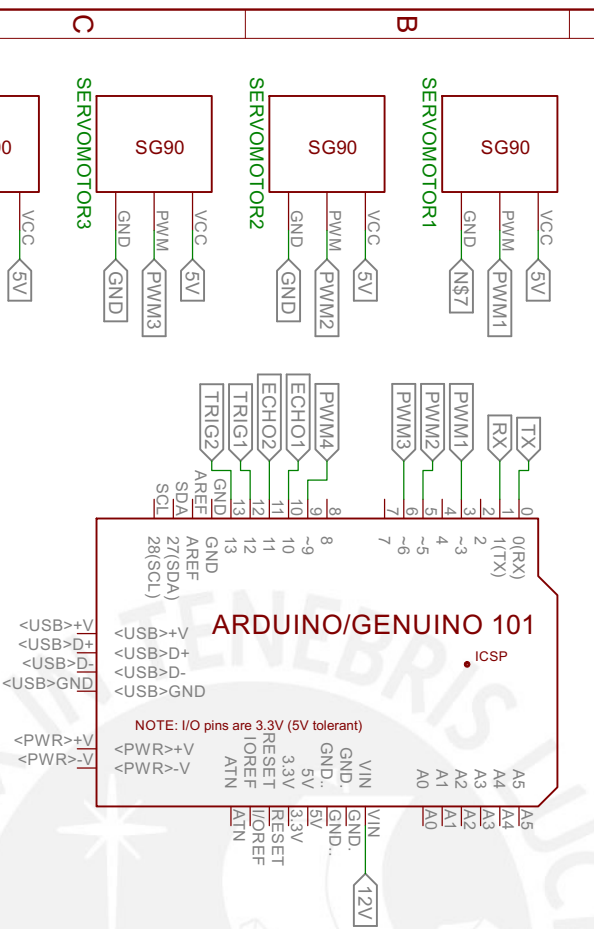 C
B
SERVOMOTOR3
SG90
GND
PWM
VCC
GND
PWM3
5V
SERVOMOTOR2
SG90
GND
PWM
VCC
GND
PWM2
5V
SERVOMOTOR1
SG90
GND
PWM
VCC
N$7
PWM1
5V
VCC
5V
TRIG2
TRIG1
ECHO2
ECHO1
PWM4
PWM3
PWM2
PWM1
RX
TX
SCL
SDA
AREF
GND
13
12
11
10
9
8
7
6
5
4
3
2
1
0
28(SCL)
27(SDA)
AREF
GND
13
12
11
10
~9
8
7
~6
~5
4
~3
2
1(TX)
0(RX)
ARDUINO/GENUINO 101
ICSP
<USB>+V
<USB>D+
<USB>D-
<USB>GND
<USB>+V
<USB>D+
<USB>D-
<USB>GND
NOTE: I/O pins are 3.3V (5V tolerant)
<PWR>+V
<PWR>-V
<PWR>+V
<PWR>-V
ATN
IOREF
RESET
3.3V
5V
GND..
GND.
VIN
A0
A1
A2
A3
A4
A5
ATN
I/OREF
RESET
3.3V
5V
GND..
GND.
VIN
A0
A1
A2
A3
A4
A5
12V
IN TENEBRIS LUC